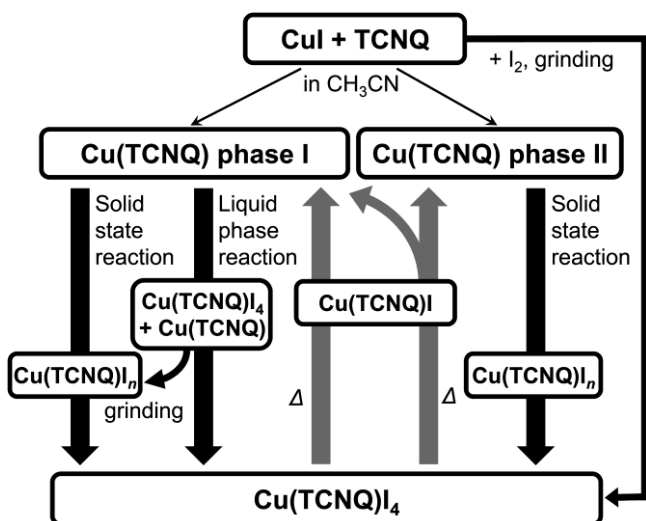 CuI + TCNQ
+ I₂, grinding
in CH₃CN
Cu(TCNQ) phase I
Cu(TCNQ) phase II
Solid
state
reaction
Liquid
phase
reaction
Solid
state
reaction
Cu(TCNQ)I₄
+ Cu(TCNQ)
Cu(TCNQ)I
Cu(TCNQ)Iₙ
grinding
Cu(TCNQ)Iₙ
Δ
Δ
Cu(TCNQ)I₄